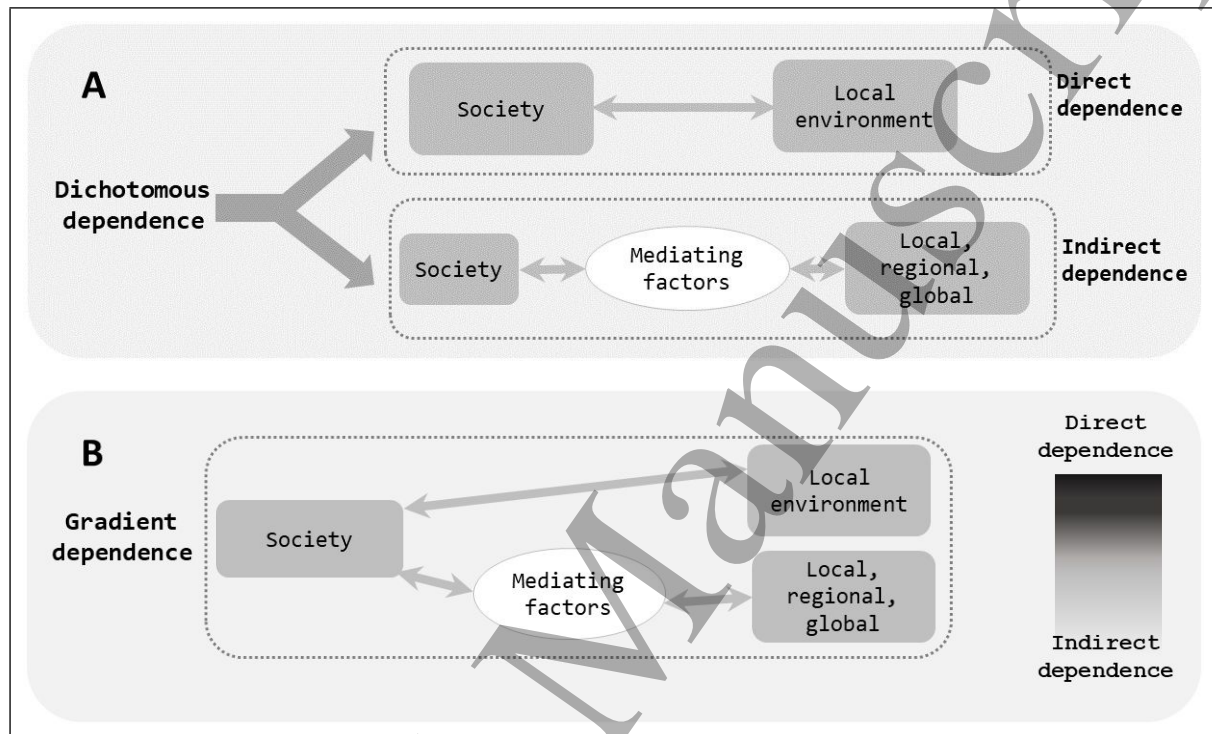 A
Society
Local
environment
Direct
dependence
Dichotomous
dependence
Society
Mediating
factors
Local,
regional,
global
Indirect
dependence
B
Gradient
dependence
Society
Local
environment
Mediating
factors
Local,
regional,
global
Direct
dependence
Indirect
dependence